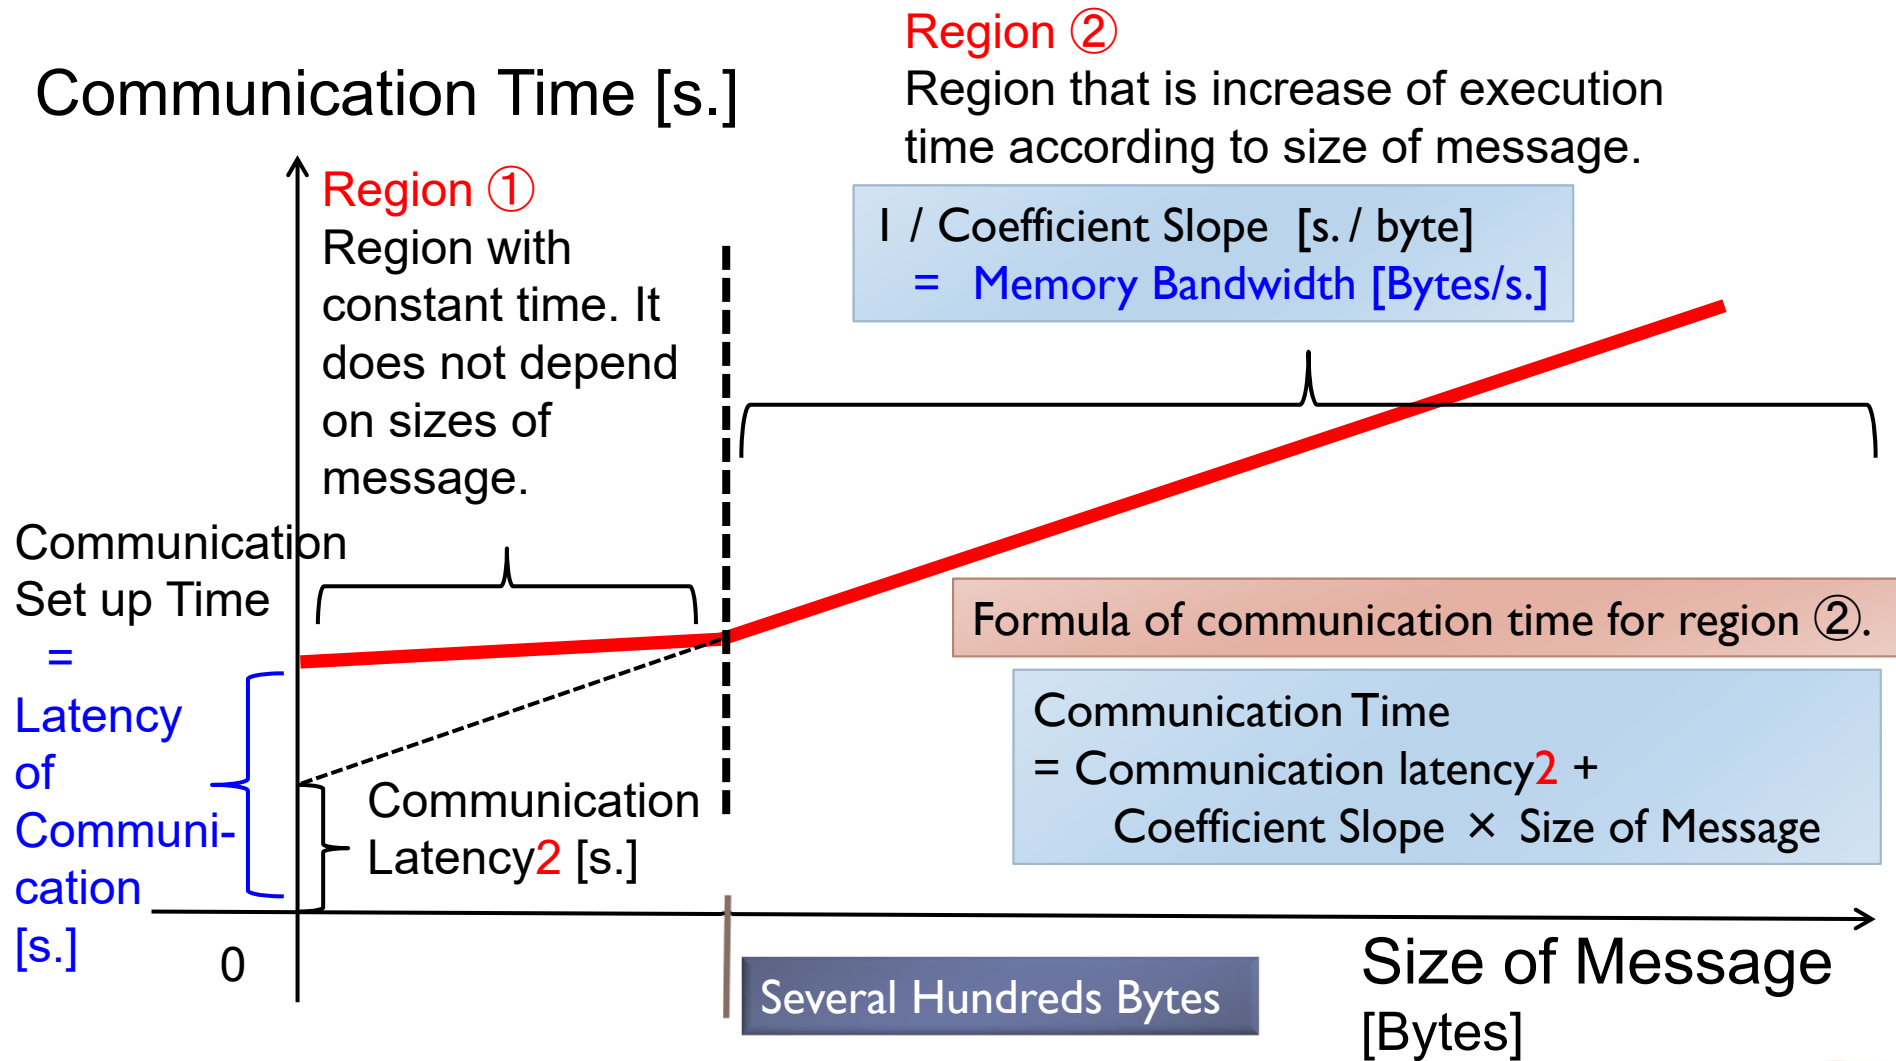 Communication Time [s.]
Region ②
Region that is increase of execution
time according to size of message.
1 / Coefficient Slope [s. / byte]
= Memory Bandwidth [Bytes/s.]
Region ①
Region with
constant time. It
does not depend
on sizes of
message.
Communication
Set up Time
=
Latency
of
Communi-
cation
[s.]
Communication
Latency2 [s.]
Formula of communication time for region ②.
Communication Time
= Communication latency2 +
Coefficient Slope × Size of Message
0
Several Hundreds Bytes
Size of Message
[Bytes]